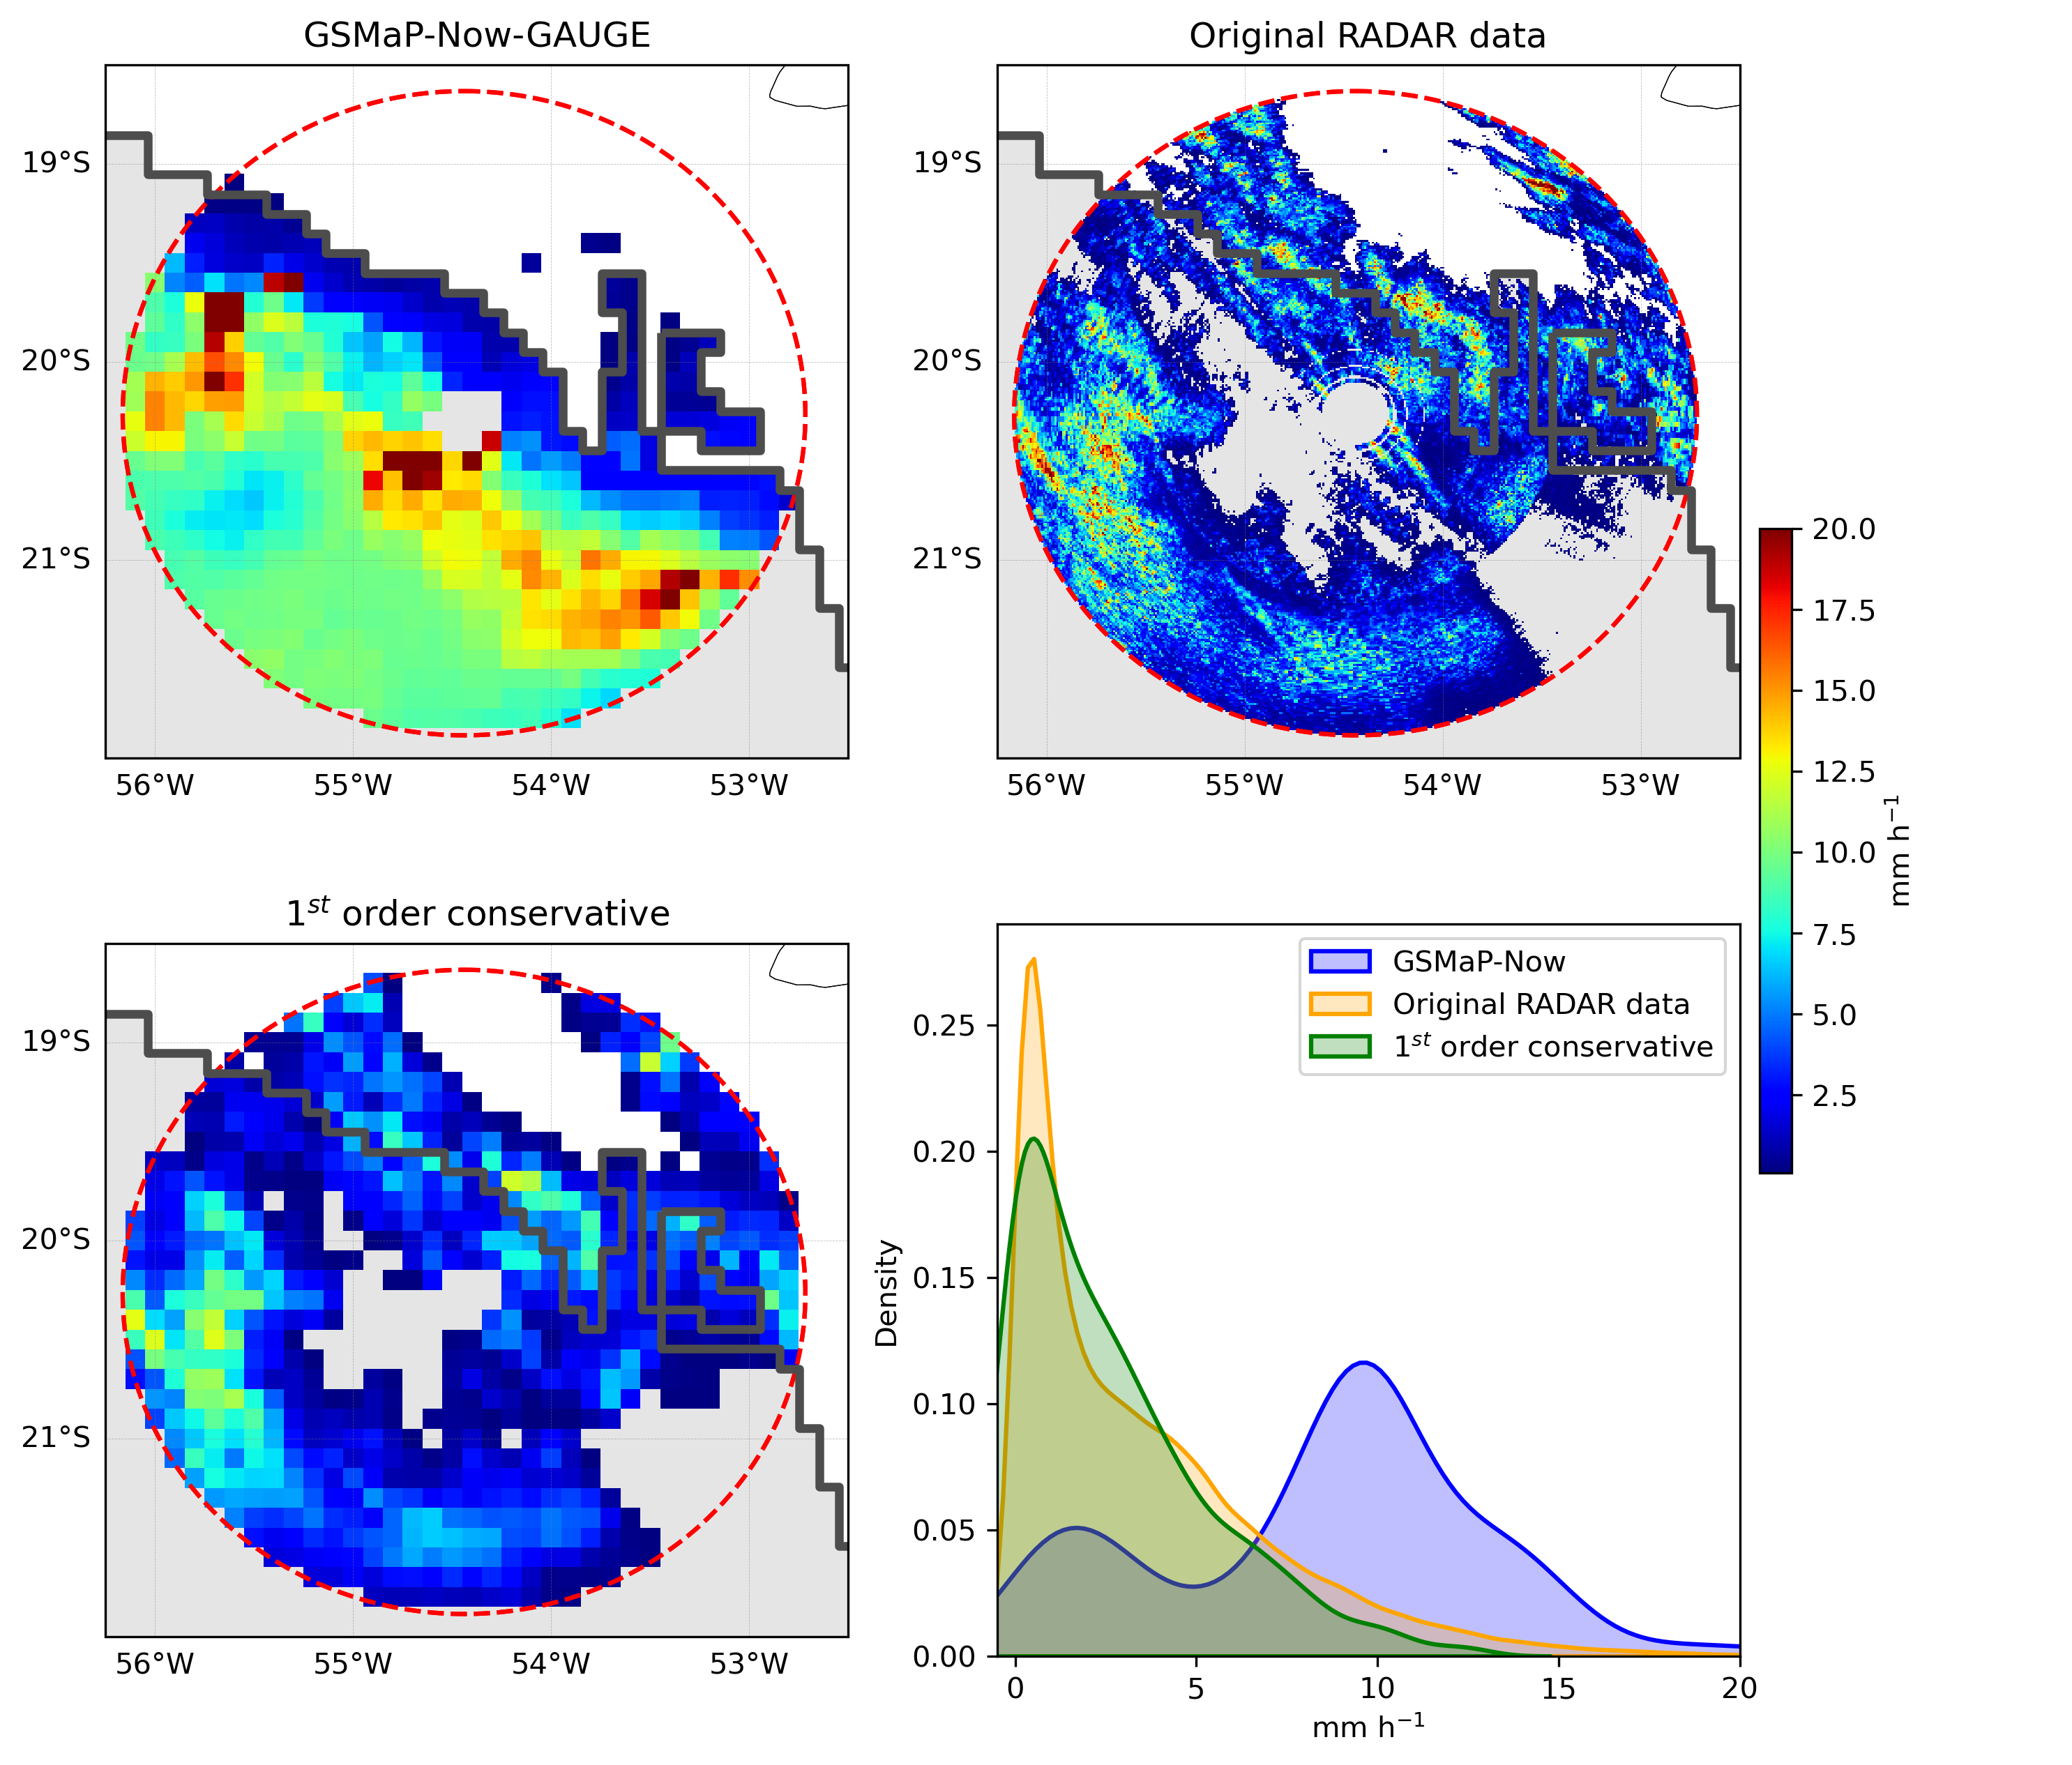 GSMaP-Now-GAUGE
19°S
20°S
21°S
56°W 55°W 54°W 53°W
Original RADAR data
19°S
20°S
21°S
56°W 55°W 54°W 53°W
20.0
17.5
15.0
12.5
10.0
7.5
5.0
2.5
mm h⁻¹
1ˢᵗ order conservative
19°S
20°S
21°S
56°W 55°W 54°W 53°W
GSMaP-Now
Original RADAR data
1ˢᵗ order conservative
Density
0.25
0.20
0.15
0.10
0.05
0.00
0 5 10 15 20
mm h⁻¹